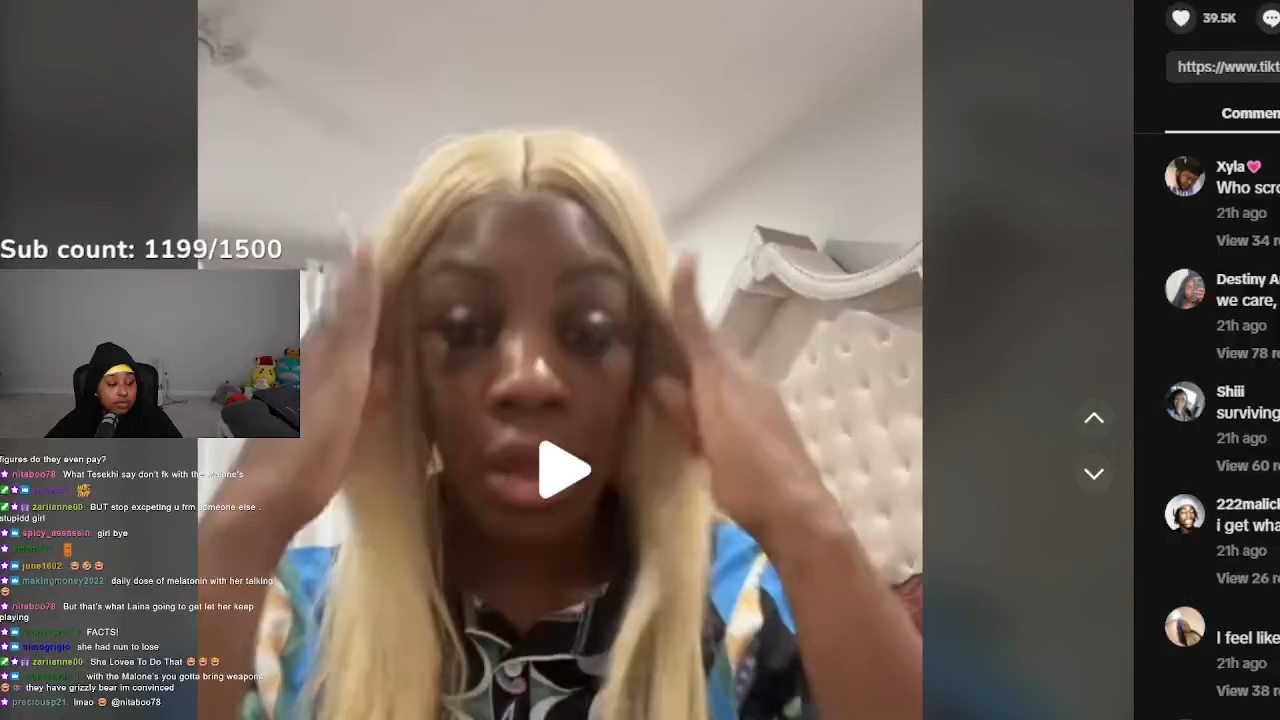 39.5K
https://www.tikt
Commen
Xyla
Who scro
21h ago
View 34 r
Destiny A
we care,
21h ago
View 78 r
Shiii
surviving
21h ago
View 60 r
222malic
i get wha
21h ago
View 26 r
I feel like
21h ago
View 38 r
Sub count: 1199/1500
figures do they even pay?
nitaboo78: What Tesekhi say don't fk with the Malone's
zariianne00: BUT stop excpeting u frm someone else .
stupidd girl
spicy_assassin: girl bye
june1602:
makingmoney2022: daily dose of melatonin with her talking
nitaboo78: But that's what Laina going to get let her keep
playing
FACTS!
she had nun to lose
zariianne00: She Lovee To Do That
with the Malone's you gotta bring weapons
they have grizzly bear im convinced
preciousp21: lmao @nitaboo78